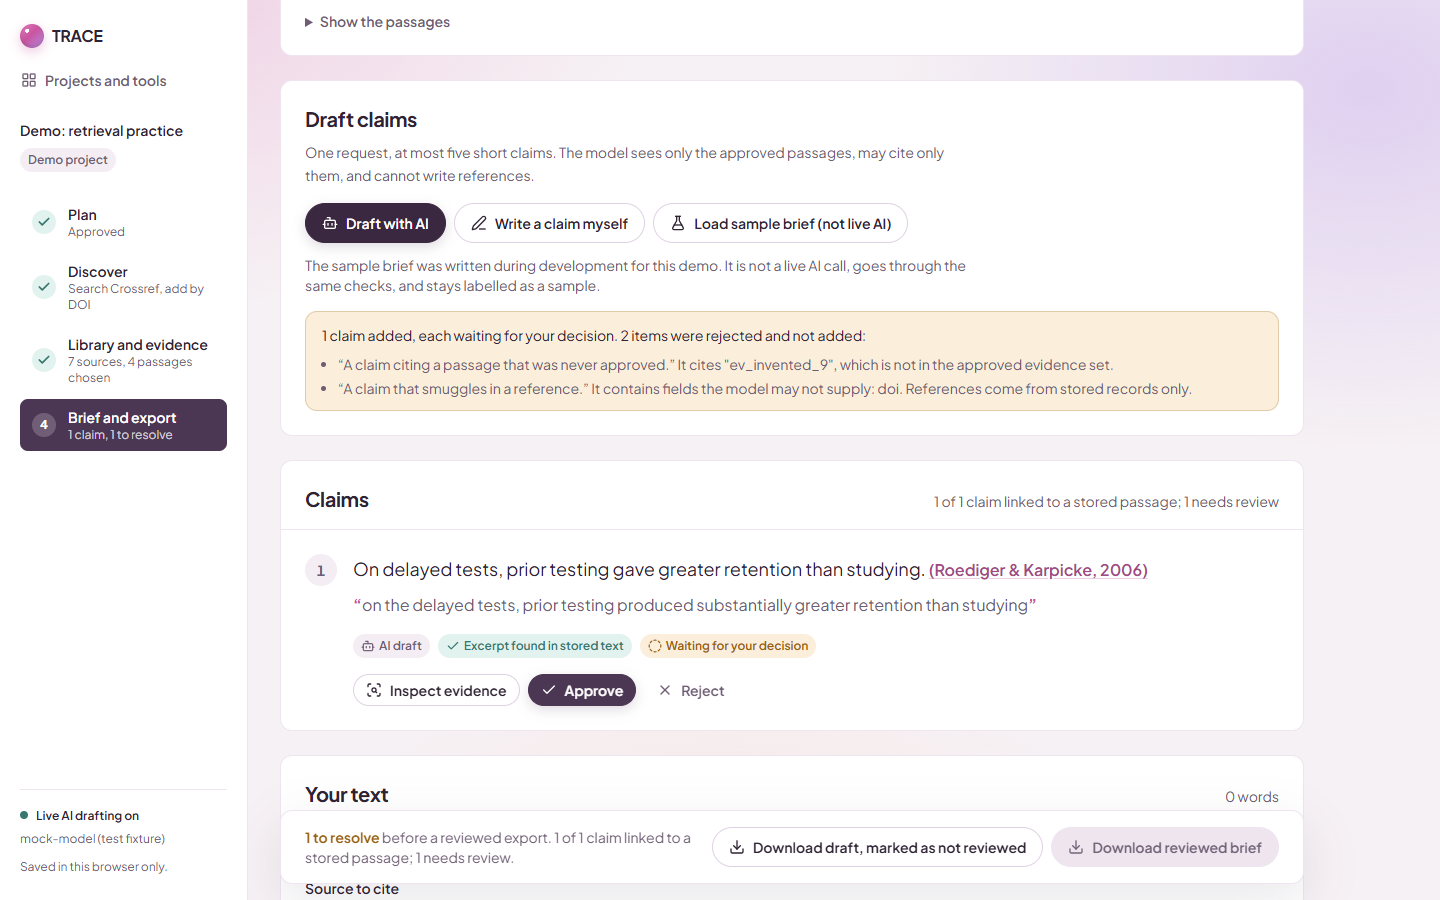 TRACE
Projects and tools
Demo: retrieval practice
Demo project
Plan
Approved
Discover
Search Crossref, add by
DOI
Library and evidence
7 sources, 4 passages
chosen
4
Brief and export
1 claim, 1 to resolve
Live AI drafting on
mock-model (test fixture)
Saved in this browser only.
Show the passages
Draft claims
One request, at most five short claims. The model sees only the approved passages, may cite only
them, and cannot write references.
Draft with AI
Write a claim myself
Load sample brief (not live AI)
The sample brief was written during development for this demo. It is not a live AI call, goes through the
same checks, and stays labelled as a sample.
1 claim added, each waiting for your decision. 2 items were rejected and not added:
• “A claim citing a passage that was never approved.” It cites "ev_invented_9", which is not in the approved evidence set.
• “A claim that smuggles in a reference.” It contains fields the model may not supply: doi. References come from stored records only.
Claims
1 of 1 claim linked to a stored passage; 1 needs review
1
On delayed tests, prior testing gave greater retention than studying. (Roediger & Karpicke, 2006)
“on the delayed tests, prior testing produced substantially greater retention than studying”
AI draft
Excerpt found in stored text
Waiting for your decision
Inspect evidence
Approve
Reject
Your text
0 words
1 to resolve before a reviewed export. 1 of 1 claim linked to a
stored passage; 1 needs review.
Download draft, marked as not reviewed
Download reviewed brief
Source to cite